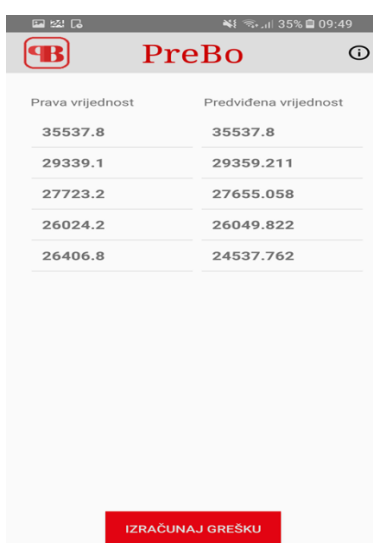 35% 09:49
PB PreBo
Prava vrijednost Predviđena vrijednost
35537.8 35537.8
29339.1 29359.211
27723.2 27655.058
26024.2 26049.822
26406.8 24537.762
IZRAČUNAJ GREŠKU